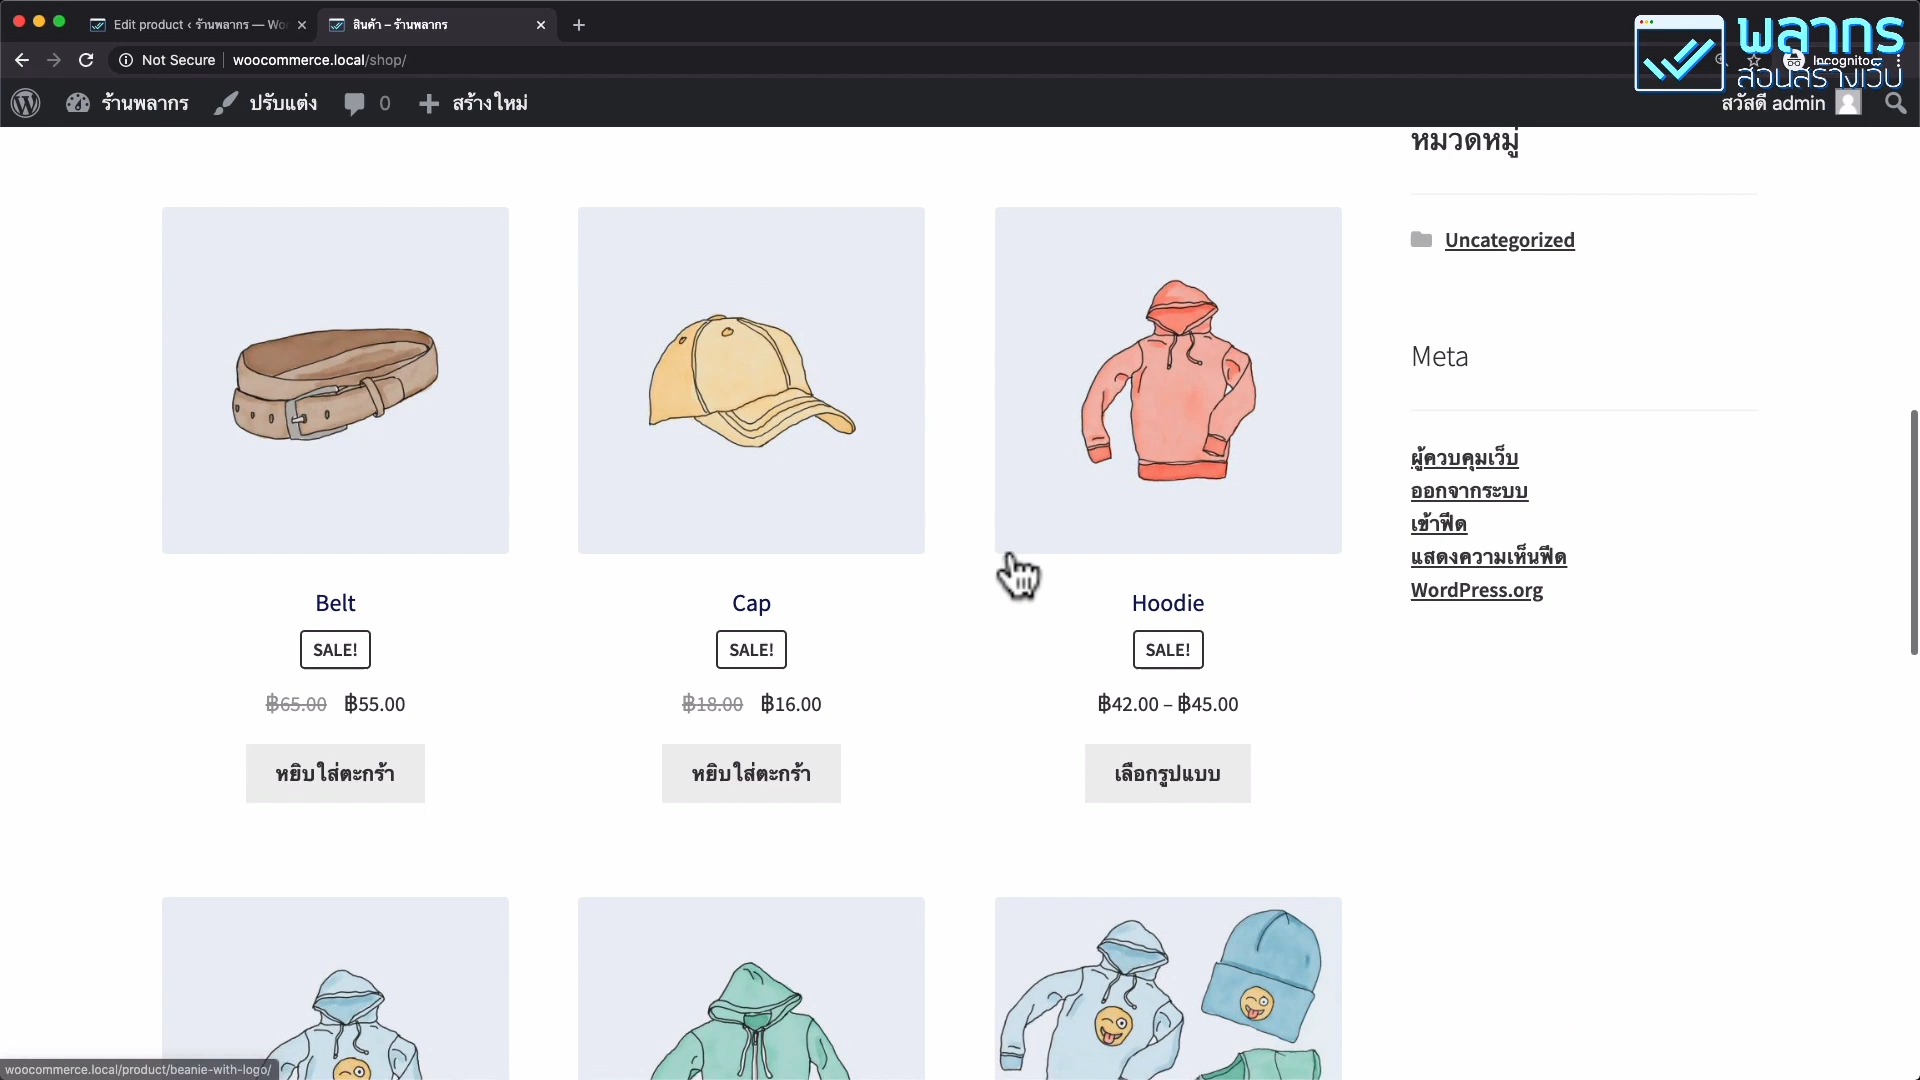 Edit product ‹ ร้านพลากร — Wo
สินค้า – ร้านพลากร
Not Secure
woocommerce.local/shop/
Incognito
พลากร
สอนสร้างเว็บ
ร้านพลากร
ปรับแต่ง
0
สร้างใหม่
สวัสดี admin
หมวดหมู่
Uncategorized
Meta
ผู้ควบคุมเว็บ
ออกจากระบบ
เข้าฟีด
แสดงความเห็นฟีด
WordPress.org
Belt
SALE!
฿65.00 ฿55.00
หยิบใส่ตะกร้า
Cap
SALE!
฿18.00 ฿16.00
หยิบใส่ตะกร้า
Hoodie
SALE!
฿42.00 – ฿45.00
เลือกรูปแบบ
woocommerce.local/product/beanie-with-logo/